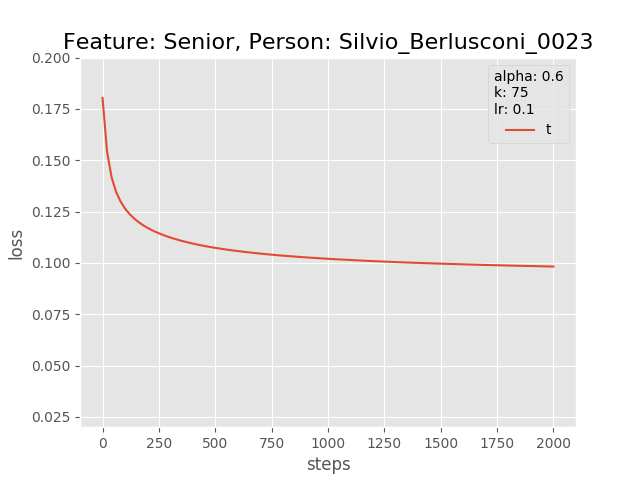 Feature: Senior, Person: Silvio_Berlusconi_0023
alpha: 0.6
k: 75
lr: 0.1
t
0.200
0.175
0.150
0.125
0.100
0.075
0.050
0.025
loss
0 250 500 750 1000 1250 1500 1750 2000
steps